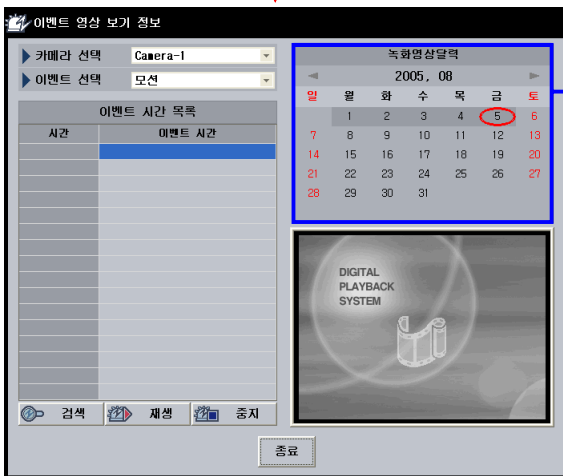 이벤트 영상 보기 정보
카메라 선택 Camera-1
이벤트 선택 모션
이벤트 시간 목록
시간 이벤트 시간
검색 재생 중지
녹화영상달력
2005, 08
일 월 화 수 목 금 토
1 2 3 4 5 6
7 8 9 10 11 12 13
14 15 16 17 18 19 20
21 22 23 24 25 26 27
28 29 30 31
DIGITAL
PLAYBACK
SYSTEM
종료